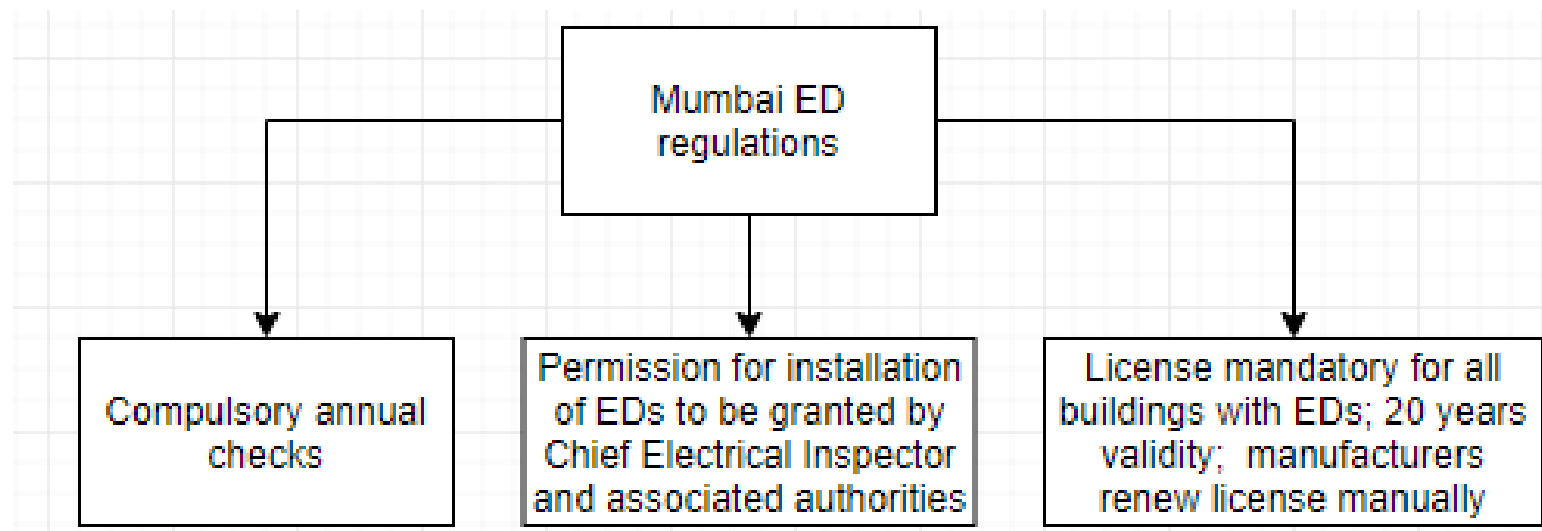 Mumbai ED
regulations
Compulsory annual
checks
Permission for installation
of EDs to be granted by
Chief Electrical Inspector
and associated authorities
License mandatory for all
buildings with EDs; 20 years
validity;  manufacturers
renew license manually